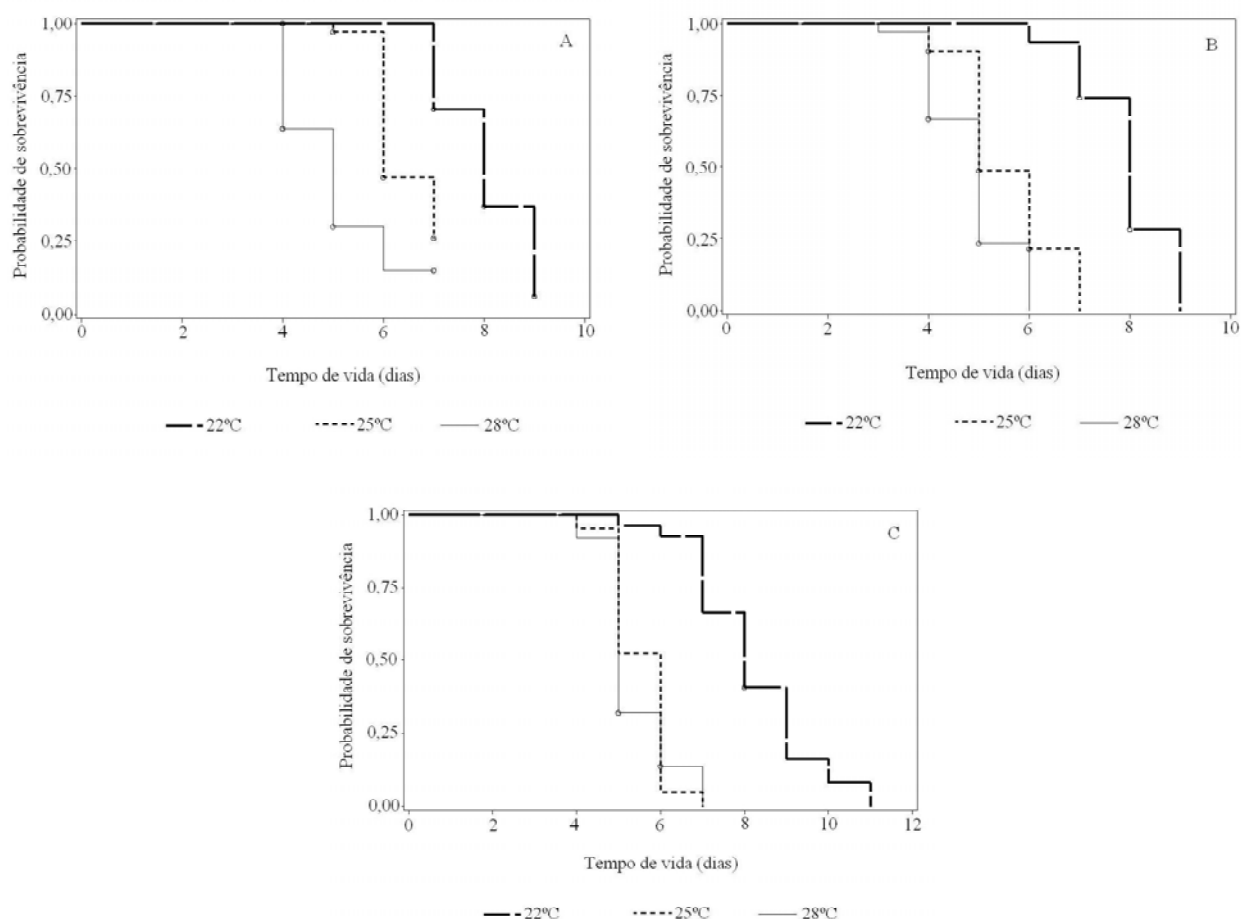 A
Probabilidade de sobrevivência
1,00
0,75
0,50
0,25
0,00
0 2 4 6 8 10
Tempo de vida (dias)
22ºC 25ºC 28ºC
B
Probabilidade de sobrevivência
1,00
0,75
0,50
0,25
0,00
0 2 4 6 8 10
Tempo de vida (dias)
22ºC 25ºC 28ºC
C
Probabilidade de sobrevivência
1,00
0,75
0,50
0,25
0,00
0 2 4 6 8 10 12
Tempo de vida (dias)
22ºC 25ºC 28ºC